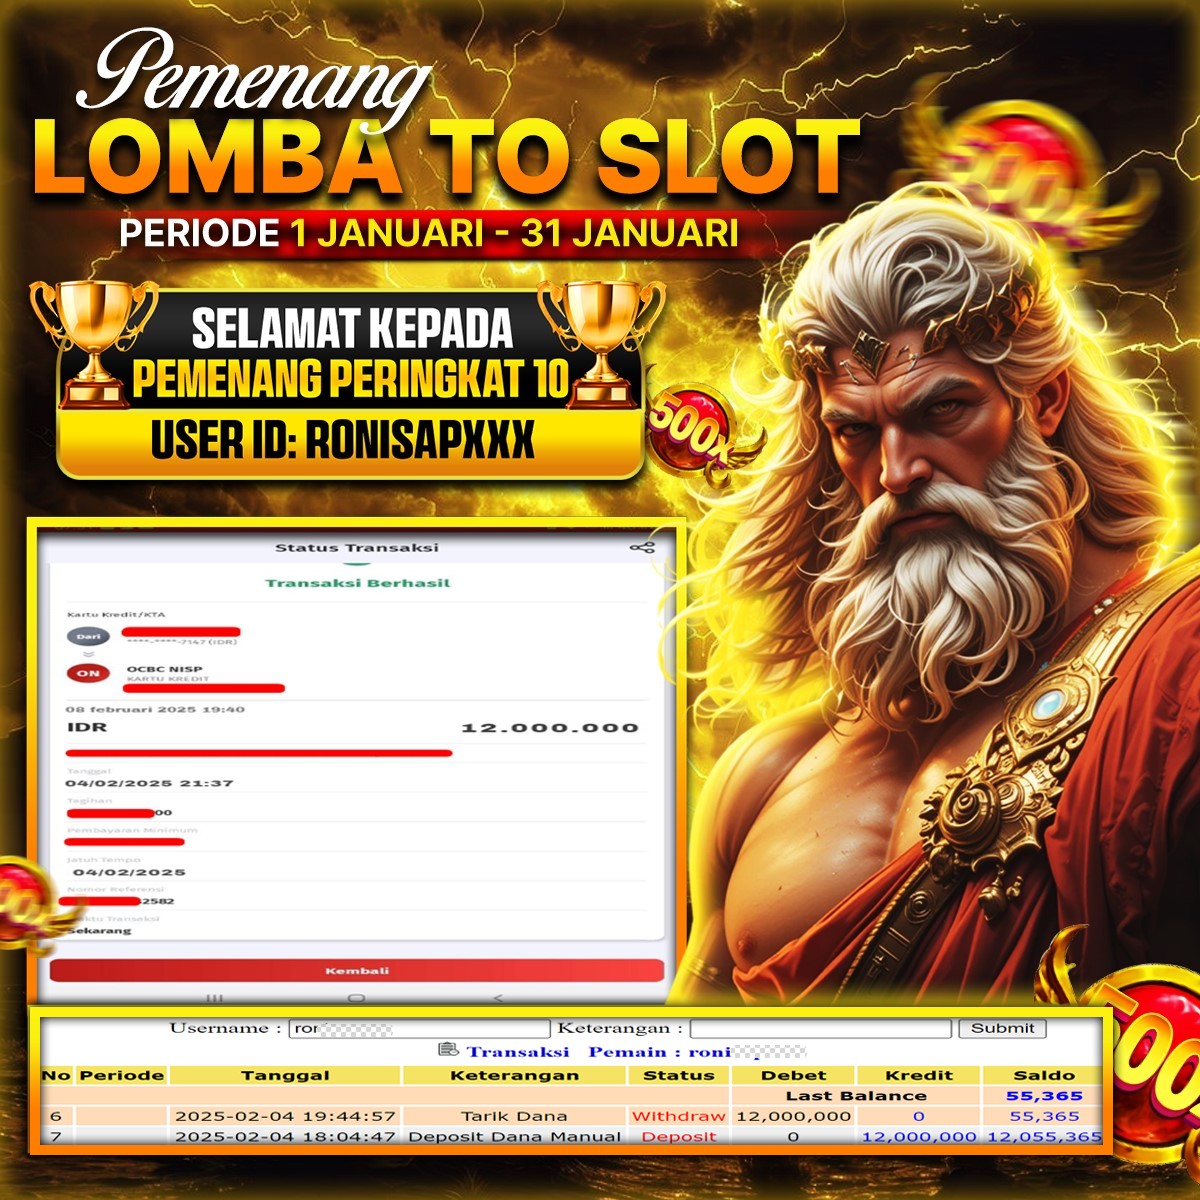 Pemenang
LOMBA TO SLOT
PERIODE 1 JANUARI - 31 JANUARI
SELAMAT KEPADA
PEMENANG PERINGKAT 10
USER ID: RONISAPXXX
500x
500x
Status Transaksi
Transaksi Berhasil
Kartu Kredit/KTA
Dari
****-****-7147 (IDR)
ON OCBC NISP
KARTU KREDIT
08 februari 2025 19:40
IDR 12.000.000
Tanggal
04/02/2025 21:37
Tagihan
00
Pembayaran Minimum
Jatuh Tempo
04/02/2025
Nomor Referensi
2582
aktu Transaksi
Sekarang
Kembali
Username : ror Keterangan : Submit
Transaksi Pemain : roni
No Periode Tanggal Keterangan Status Debet Kredit Saldo
Last Balance 55,365
6 2025-02-04 19:44:57 Tarik Dana Withdraw 12,000,000 0 55,365
7 2025-02-04 18:04:47 Deposit Dana Manual Deposit 0 12,000,000 12,055,365